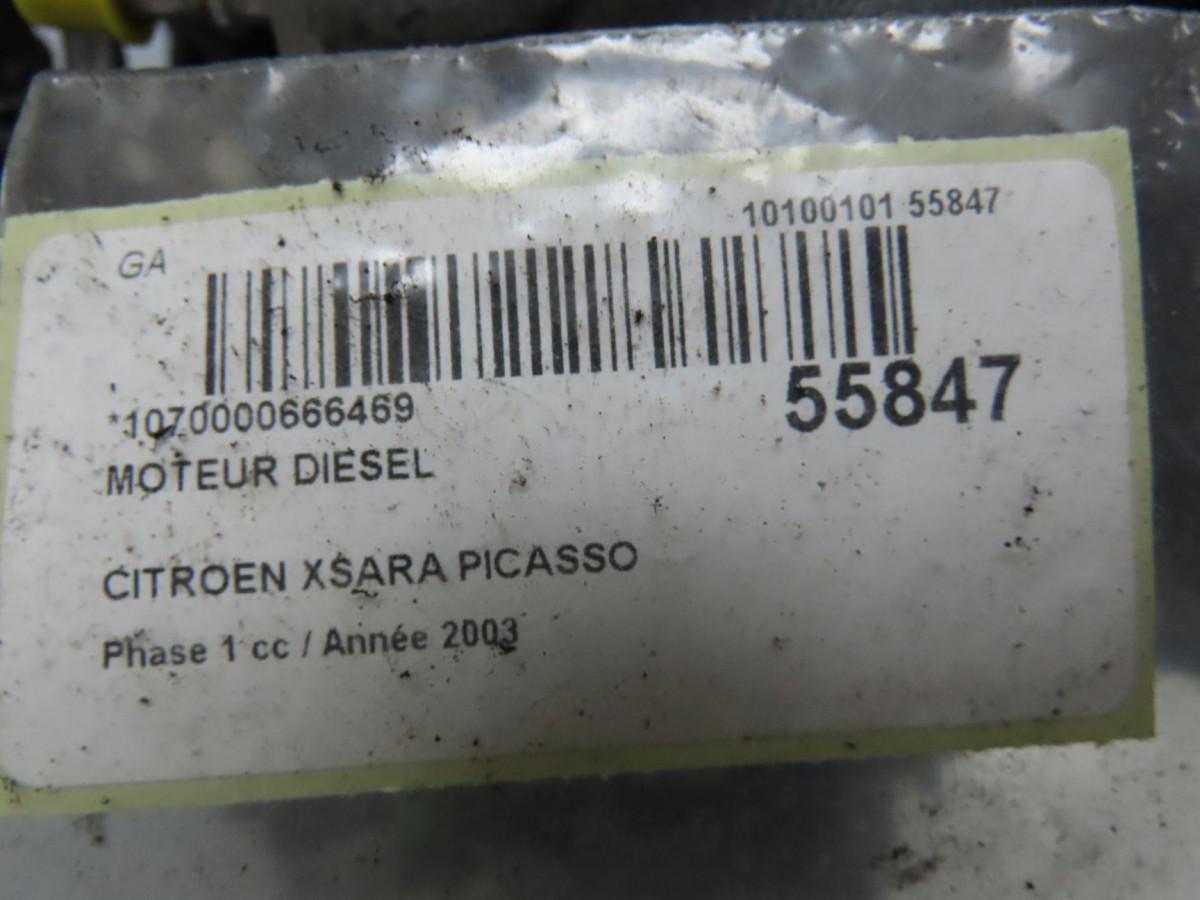 10100101 55847
GA
*1070000666469
55847
MOTEUR DIESEL
CITROEN XSARA PICASSO
Phase 1 cc / Année 2003